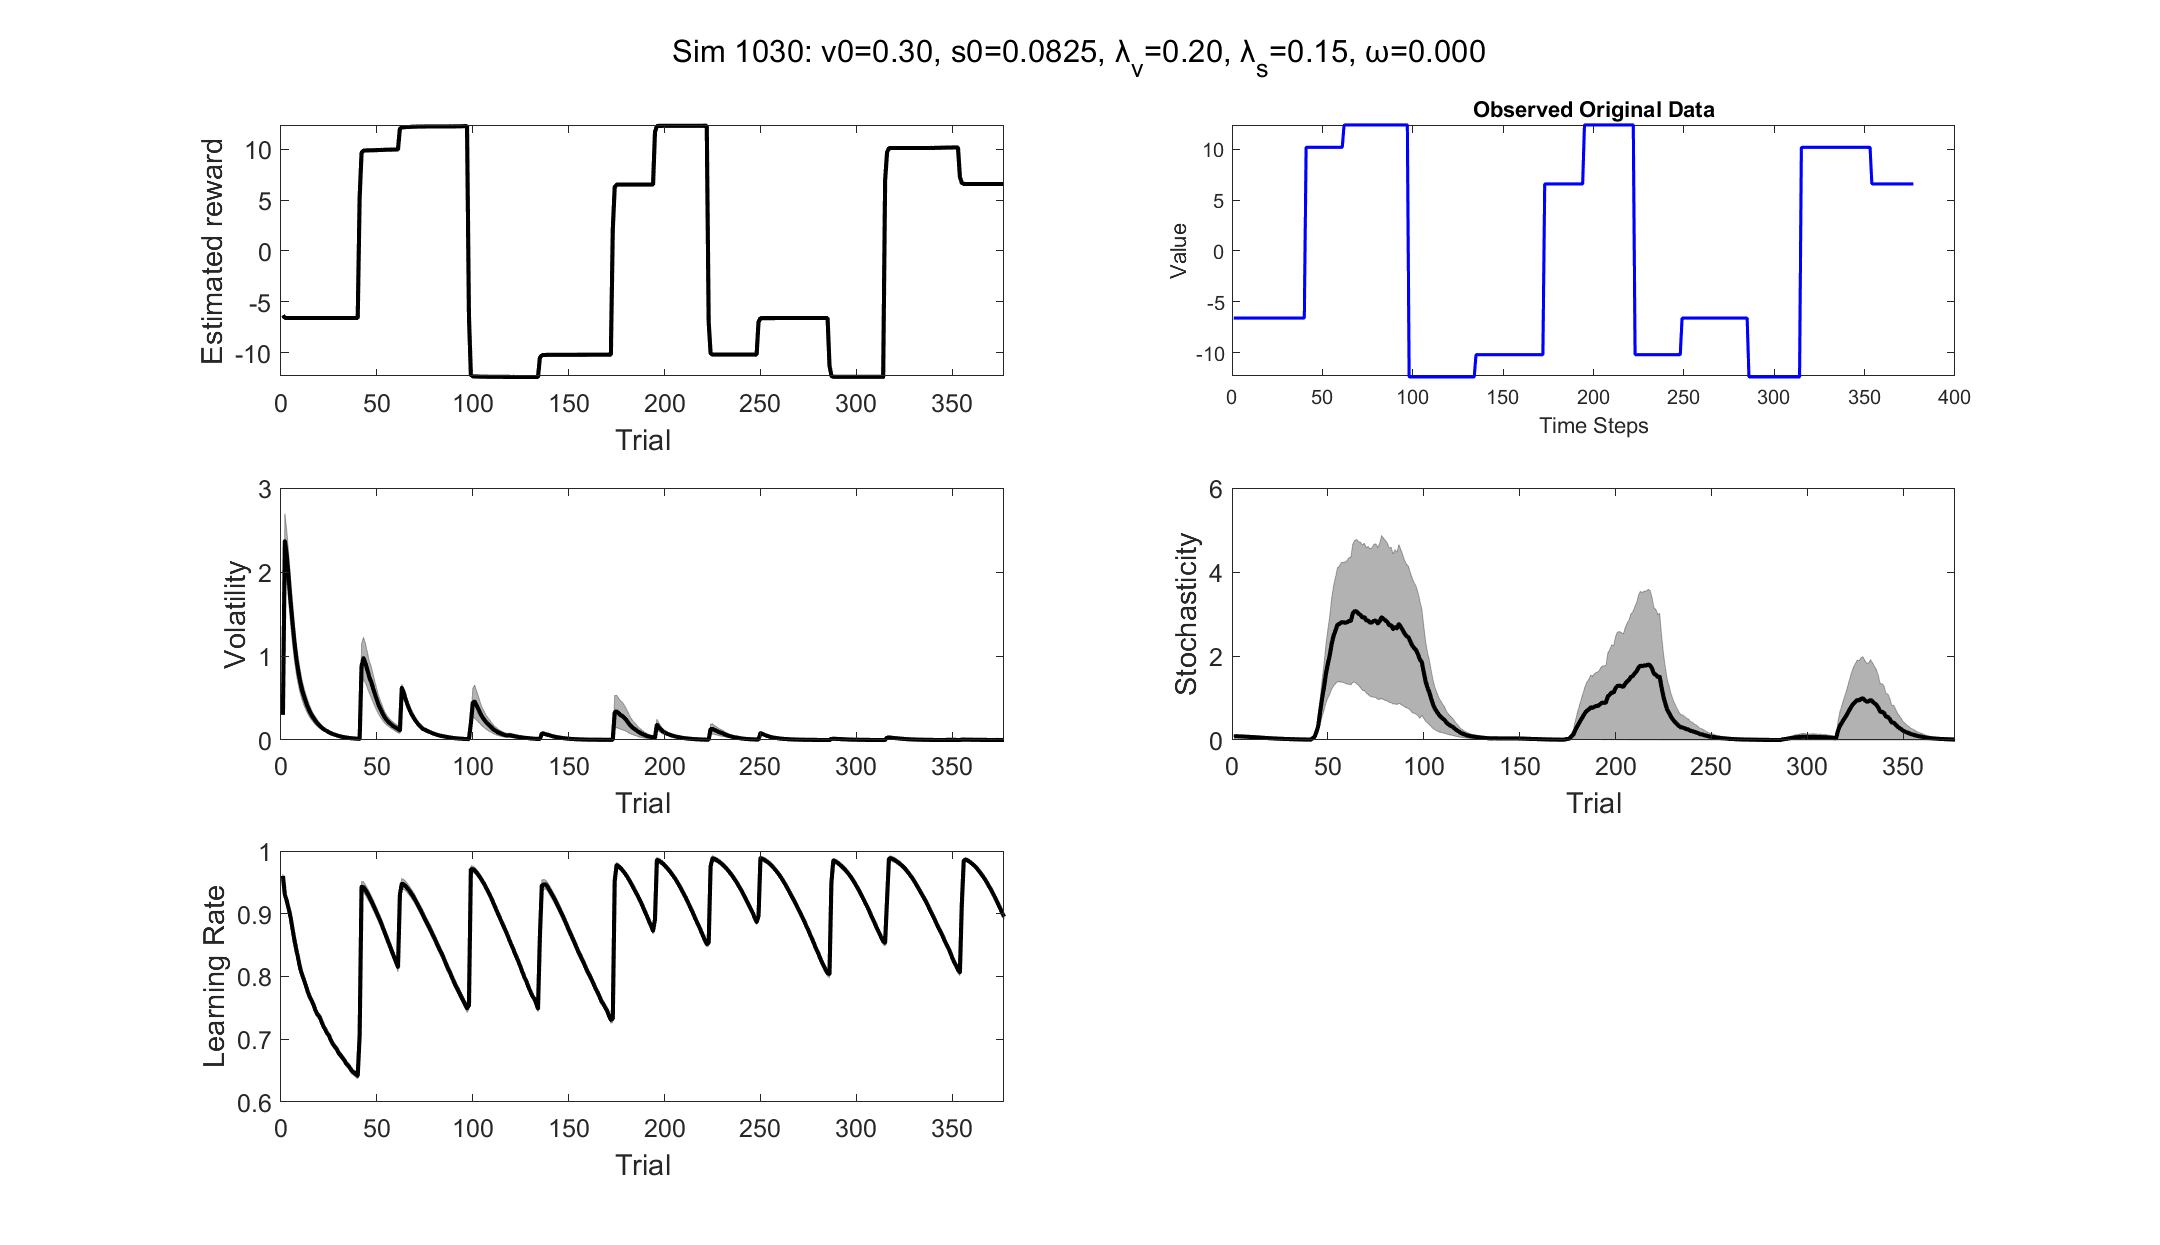 Sim 1030: v0=0.30, s0=0.0825, λv=0.20, λs=0.15, ω=0.000
Estimated reward
10
5
0
-5
-10
0 50 100 150 200 250 300 350
Trial
Observed Original Data
Value
10
5
0
-5
-10
0 50 100 150 200 250 300 350 400
Time Steps
Volatility
3
2
1
0
0 50 100 150 200 250 300 350
Trial
Stochasticity
6
4
2
0
0 50 100 150 200 250 300 350
Trial
Learning Rate
1
0.9
0.8
0.7
0.6
0 50 100 150 200 250 300 350
Trial